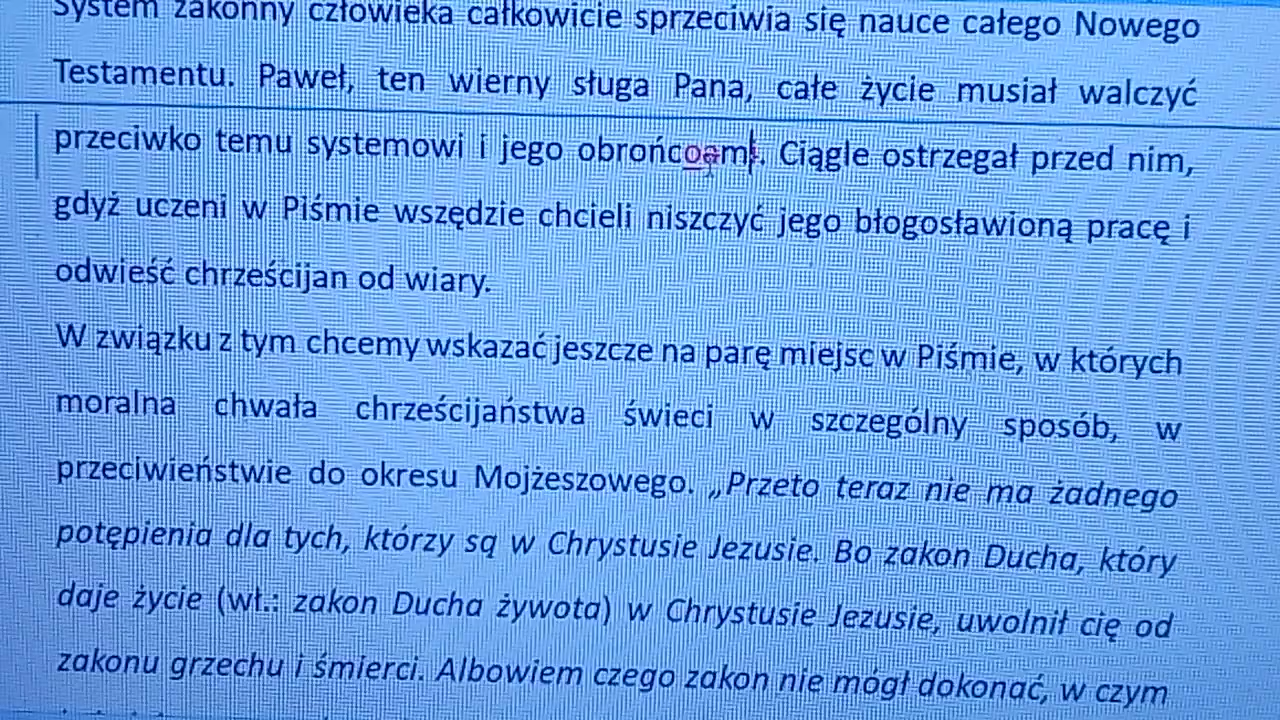 System zakonny człowieka całkowicie sprzeciwia się nauce całego Nowego
Testamentu. Paweł, ten wierny sługa Pana, całe życie musiał walczyć
przeciwko temu systemowi i jego . Ciągle ostrzegał przed nim,
gdyż uczeni w Piśmie wszędzie chcieli niszczyć jego błogosławioną pracę i
odwieść chrześcijan od wiary.
W związku z tym chcemy wskazać jeszcze na parę miejsc w Piśmie, w których
moralna chwała chrześcijaństwa świeci w szczególny sposób, w
przeciwieństwie do okresu Mojżeszowego. „Przeto teraz nie ma żadnego
potępienia dla tych, którzy są w Chrystusie Jezusie. Bo zakon Ducha, który
daje życie (wł.: zakon Ducha żywota) w Chrystusie Jezusie, uwolnił cię od
zakonu grzechu i śmierci. Albowiem czego zakon nie mógł dokonać, w czym